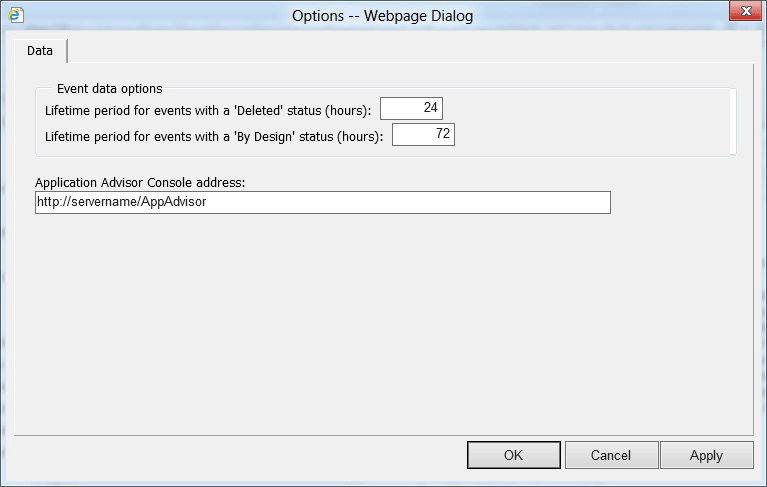 Options -- Webpage Dialog
Data
Event data options
Lifetime period for events with a 'Deleted' status (hours): 24
Lifetime period for events with a 'By Design' status (hours): 72
Application Advisor Console address:
http://servername/AppAdvisor
OK Cancel Apply